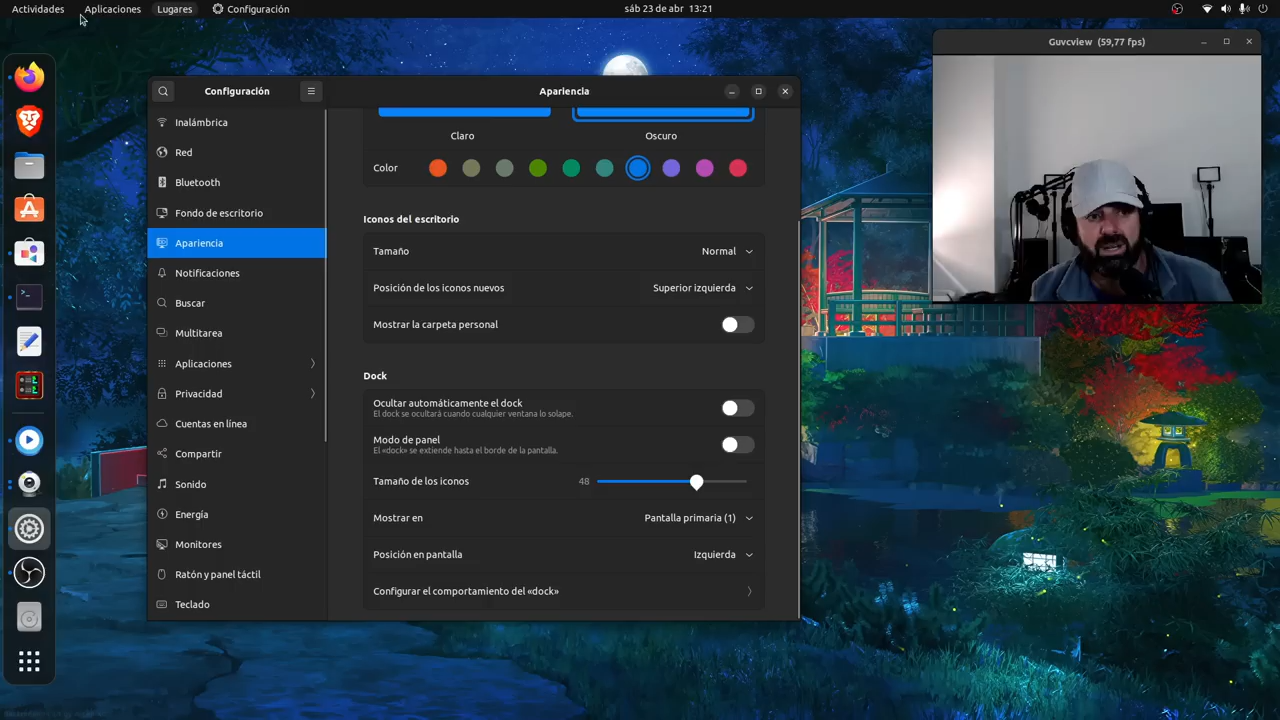 Actividades
Aplicaciones
Lugares
Configuración
sáb 23 de abr 13:21
Guvcview (59,77 fps)
Configuración
Apariencia
Inalámbrica
Red
Bluetooth
Fondo de escritorio
Apariencia
Notificaciones
Buscar
Multitarea
Aplicaciones
Privacidad
Cuentas en línea
Compartir
Sonido
Energía
Monitores
Ratón y panel táctil
Teclado
Claro
Oscuro
Color
Iconos del escritorio
Tamaño
Normal
Posición de los iconos nuevos
Superior izquierda
Mostrar la carpeta personal
Dock
Ocultar automáticamente el dock
El dock se ocultará cuando cualquier ventana lo solape.
Modo de panel
El «dock» se extiende hasta el borde de la pantalla.
Tamaño de los iconos
48
Mostrar en
Pantalla primaria (1)
Posición en pantalla
Izquierda
Configurar el comportamiento del «dock»